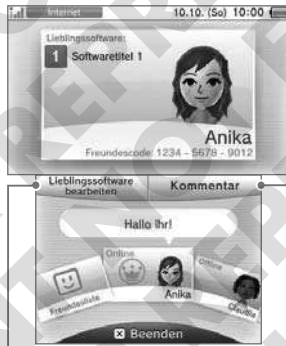 Internet 10.10. (So) 10:00
Lieblingssoftware:
1 Softwaretitel 1
Anika
Freundescode: 1234 - 5678 - 9012
Lieblingssoftware bearbeiten
Kommentar
Hallo Ihr!
Freundesliste
Online
Anika
Online
Claudia
X Beenden